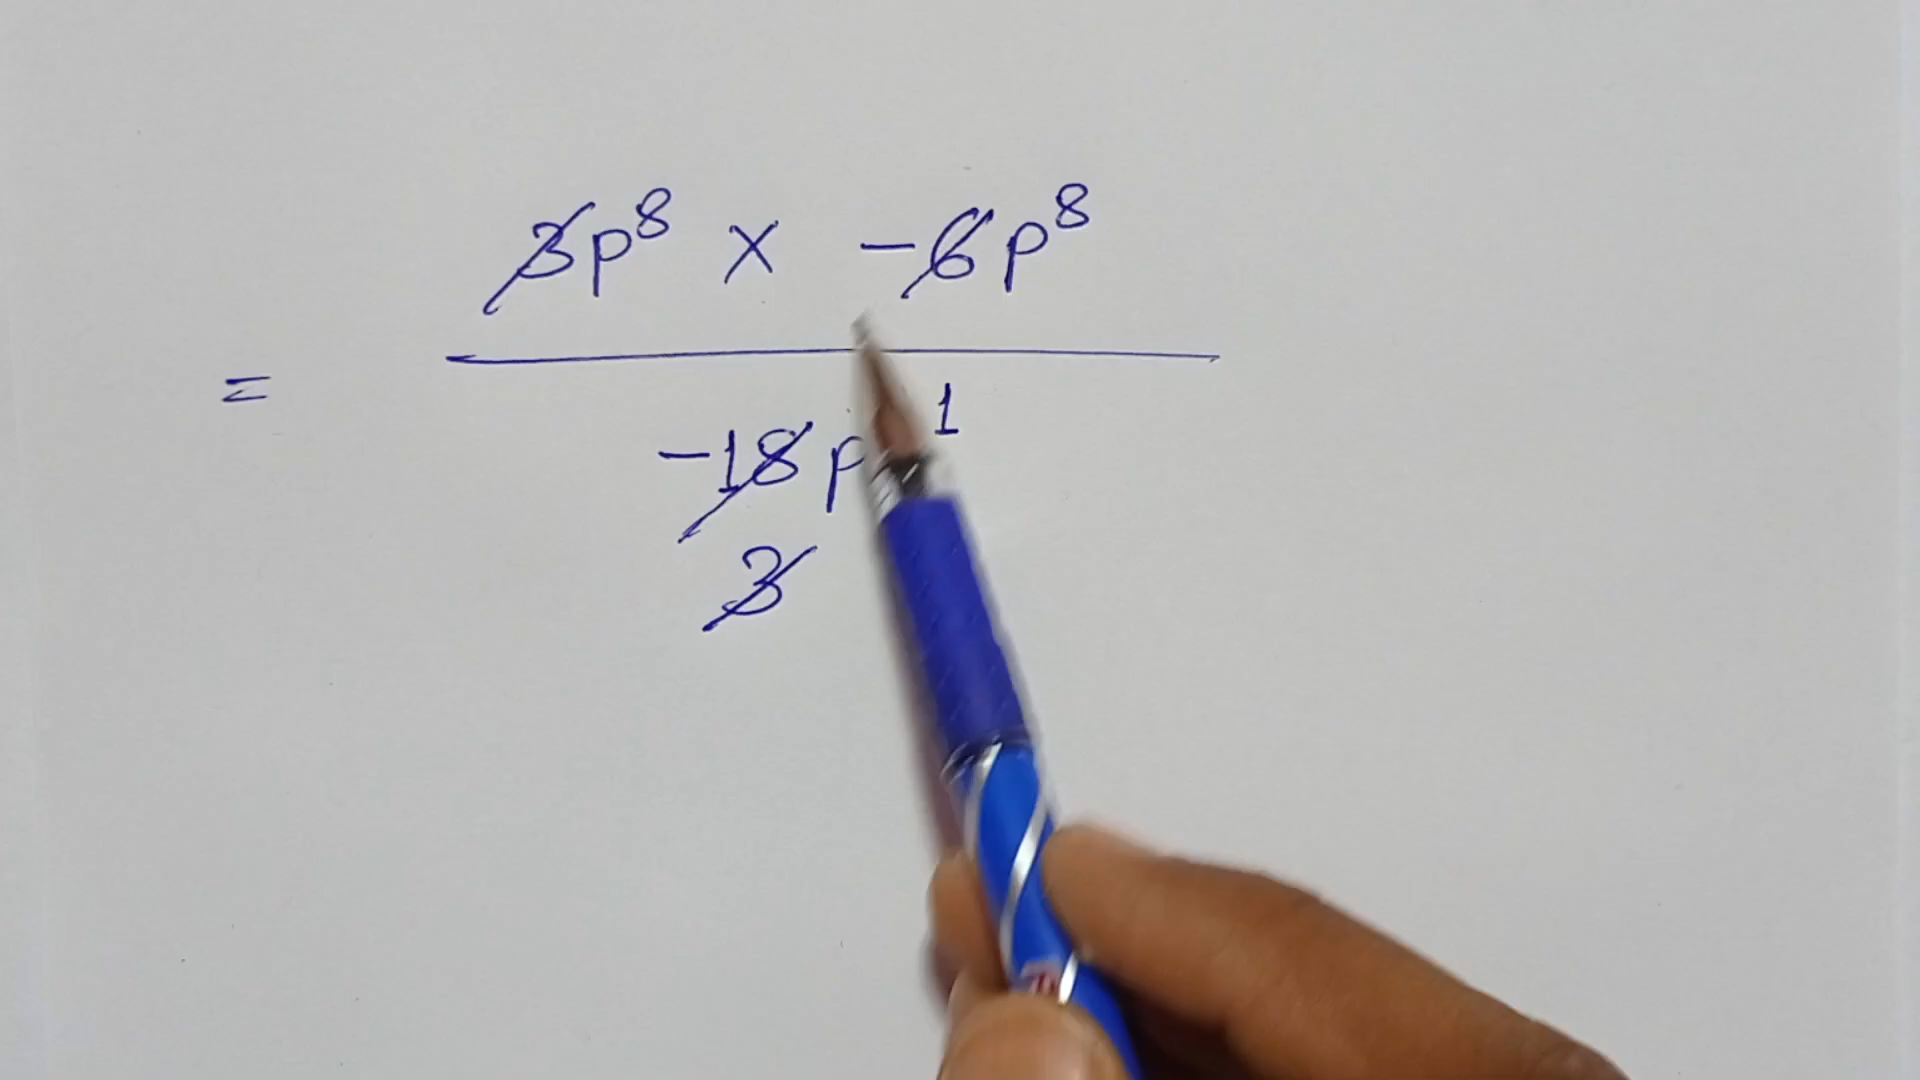 3p⁸ × -6p⁸
=
-18p 1
3